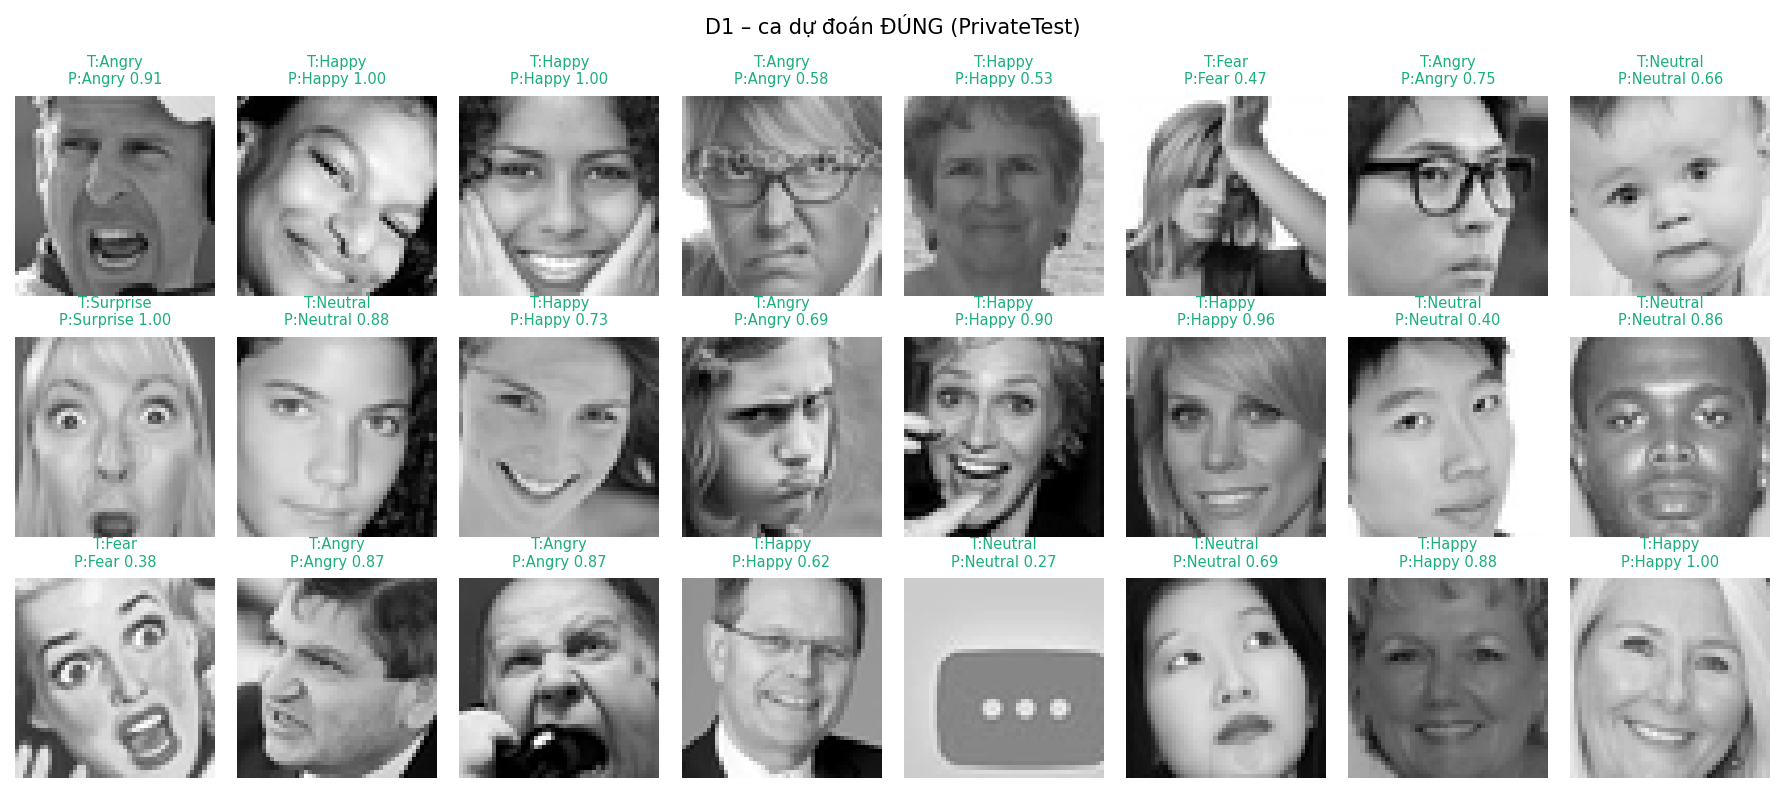 D1 – ca dự đoán ĐÚNG (PrivateTest)
T:Angry
P:Angry 0.91
T:Happy
P:Happy 1.00
T:Happy
P:Happy 1.00
T:Angry
P:Angry 0.58
T:Happy
P:Happy 0.53
T:Fear
P:Fear 0.47
T:Angry
P:Angry 0.75
T:Neutral
P:Neutral 0.66
T:Surprise
P:Surprise 1.00
T:Neutral
P:Neutral 0.88
T:Happy
P:Happy 0.73
T:Angry
P:Angry 0.69
T:Happy
P:Happy 0.90
T:Happy
P:Happy 0.96
T:Neutral
P:Neutral 0.40
T:Neutral
P:Neutral 0.86
T:Fear
P:Fear 0.38
T:Angry
P:Angry 0.87
T:Angry
P:Angry 0.87
T:Happy
P:Happy 0.62
T:Neutral
P:Neutral 0.27
T:Neutral
P:Neutral 0.69
T:Happy
P:Happy 0.88
T:Happy
P:Happy 1.00